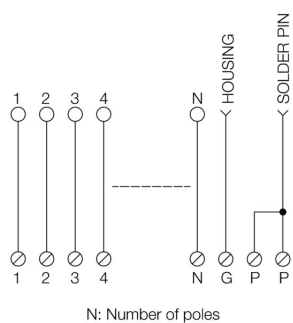 HOUSING
SOLDER PIN
1 2 3 4 N
1 2 3 4 N G P P
N: Number of poles